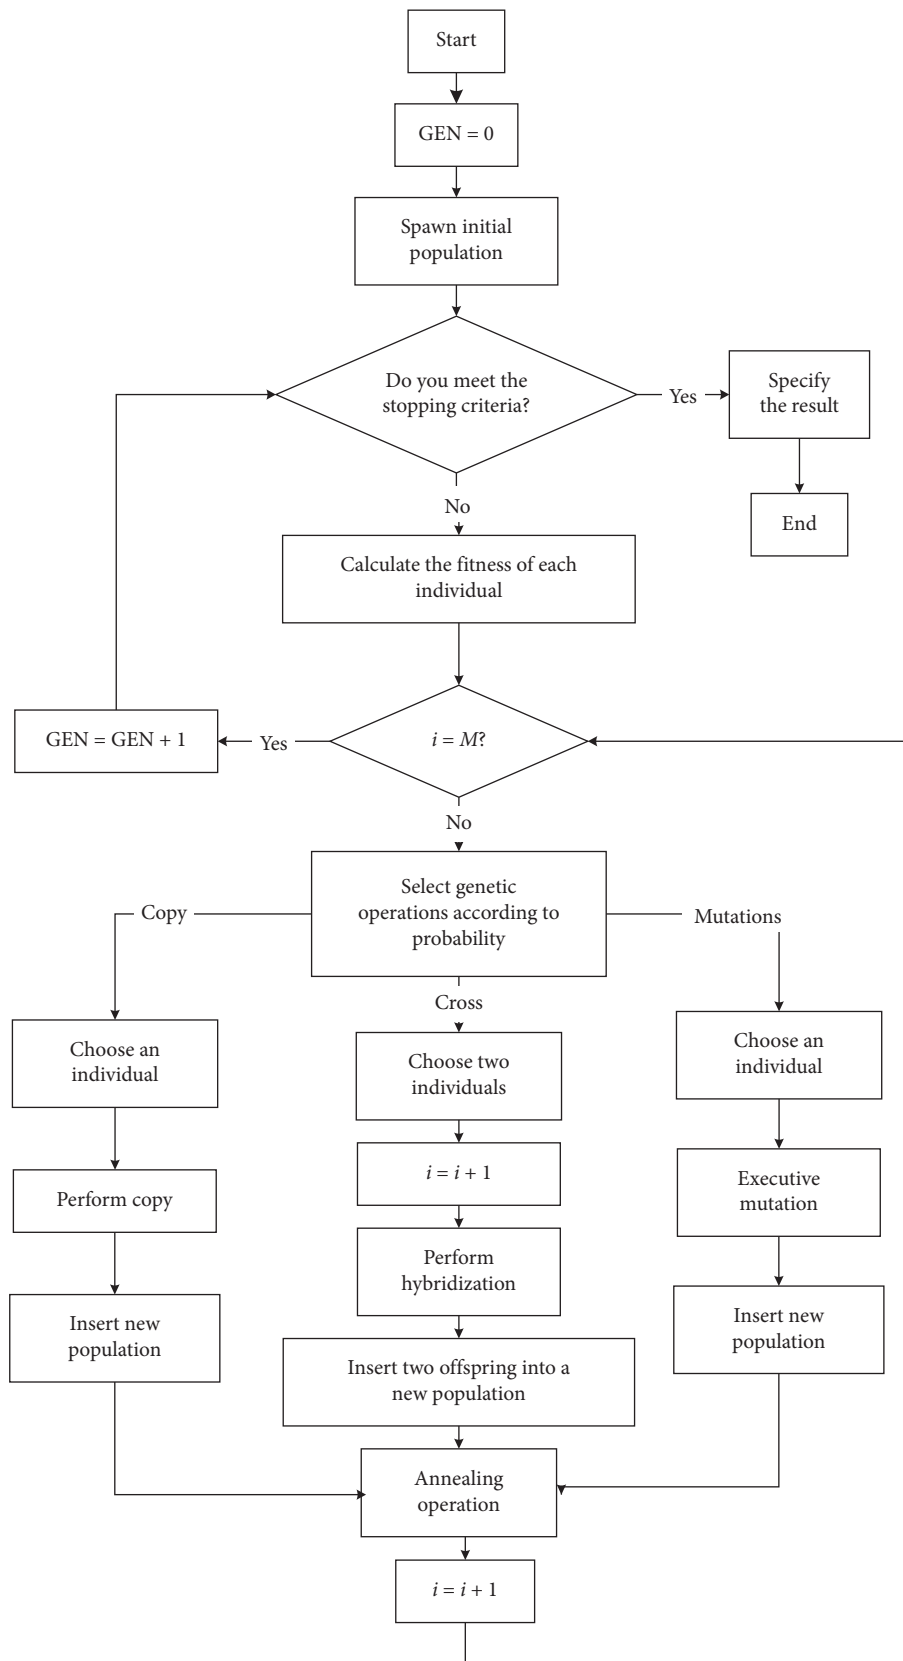 Start
GEN = 0
Spawn initial
population
Do you meet the
stopping criteria?
Yes
Specify
the result
End
No
Calculate the fitness of each
individual
i = M?
Yes
GEN = GEN + 1
No
Select genetic
operations according to
probability
Copy
Cross
Mutations
Choose an
individual
Perform copy
Insert new
population
Choose two
individuals
i = i + 1
Perform
hybridization
Insert two offspring into a
new population
Choose an
individual
Executive
mutation
Insert new
population
Annealing
operation
i = i + 1